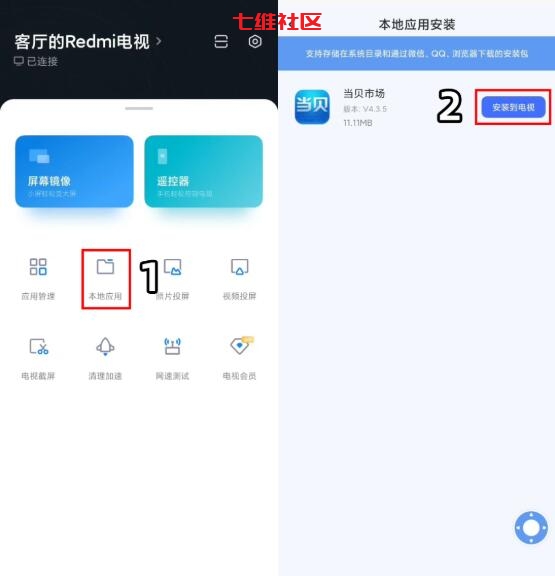 七维社区
客厅的Redmi电视
已连接
屏幕镜像
小屏轻松变大屏
遥控器
手机轻松控制电视
应用管理
本地应用
1
照片投屏
视频投屏
电视截屏
清理加速
网速测试
电视会员
本地应用安装
支持存储在系统目录和通过微信、QQ、浏览器下载的安装包
当贝
当贝市场
版本: V4.3.5
11.11MB
2
安装到电视